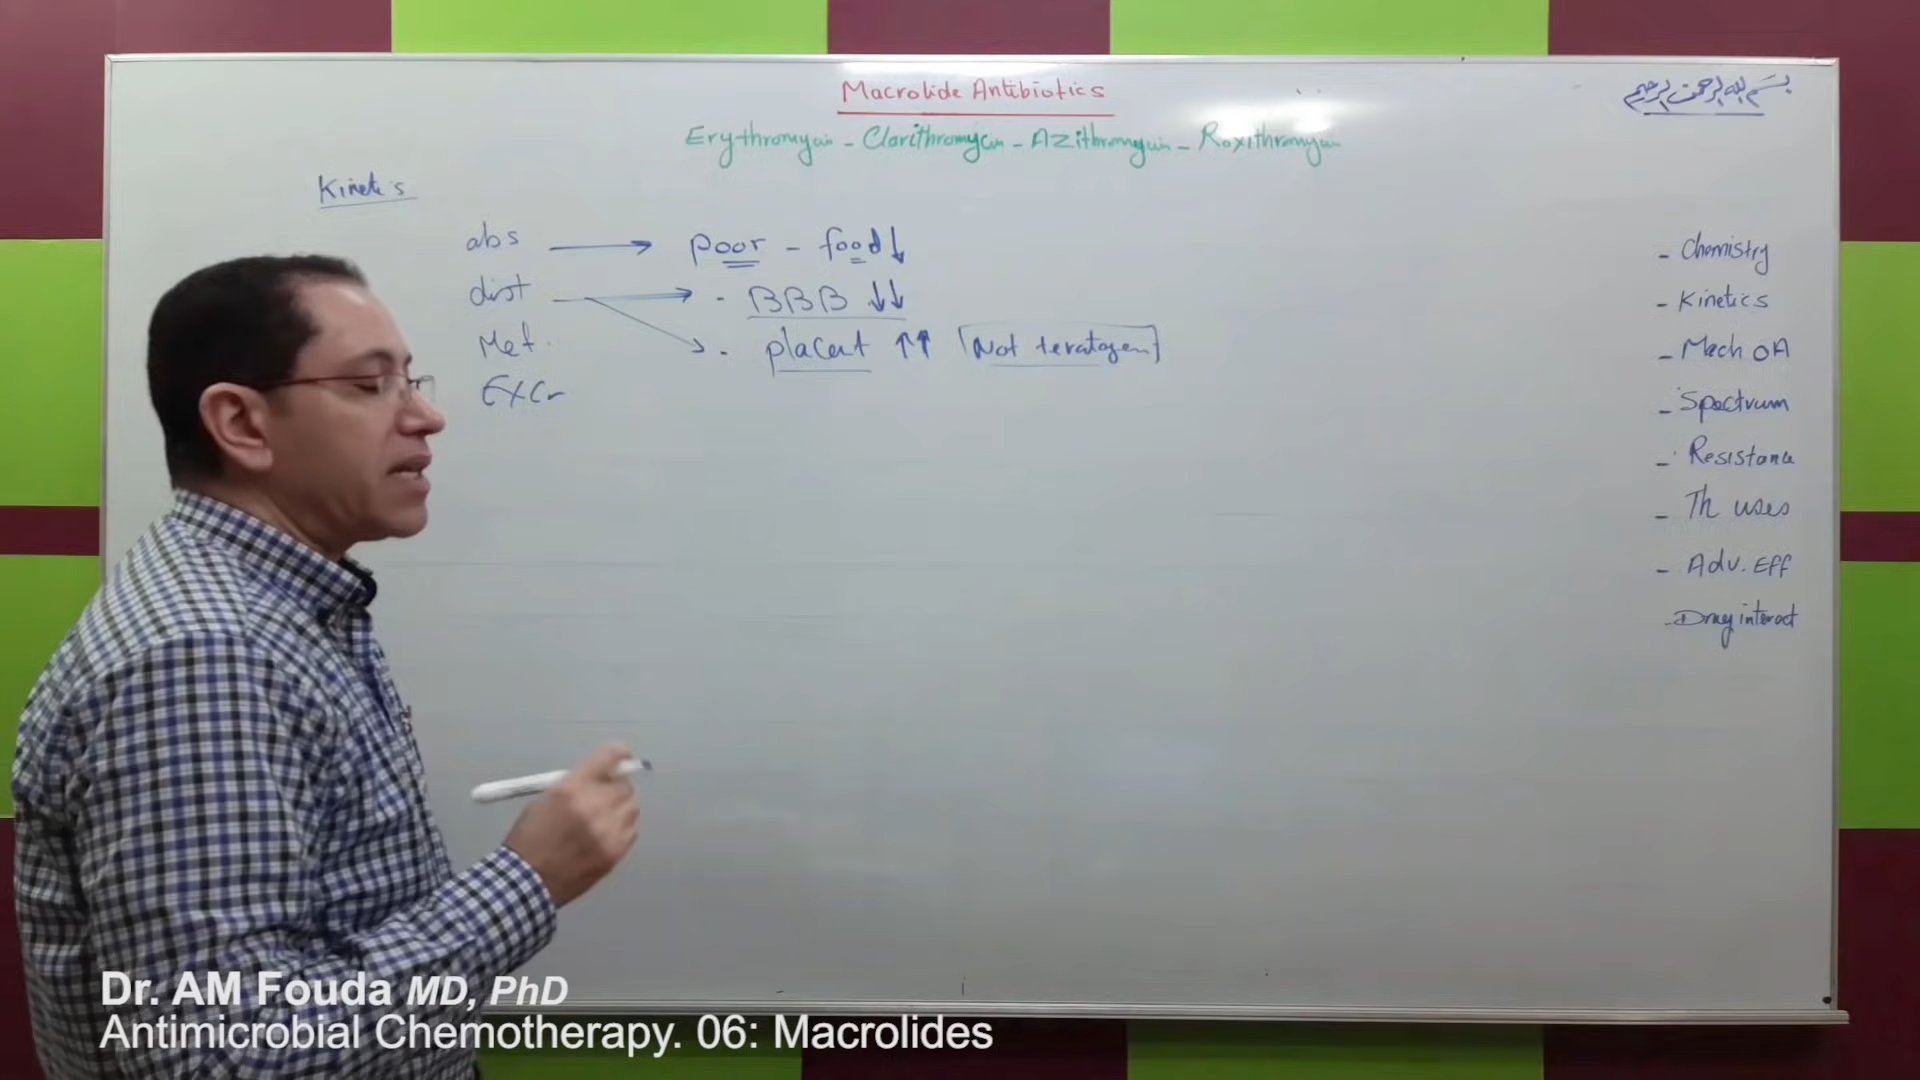 Macrolide Antibiotics
بسم الله الرحمن الرحيم
Erythromycin - Clarithromycin - Azithromycin - Roxithromycin
Kinetics
abs → poor - food ↓
dist → - BBB ↓↓
- placent ↑↑ [Not teratogen]
Met.
Excr
- Chemistry
- Kinetics
- Mech OA
- Spectrum
- Resistance
- Th uses
- Adv. Eff
- Drug interact
Dr. AM Fouda MD, PhD
Antimicrobial Chemotherapy. 06: Macrolides